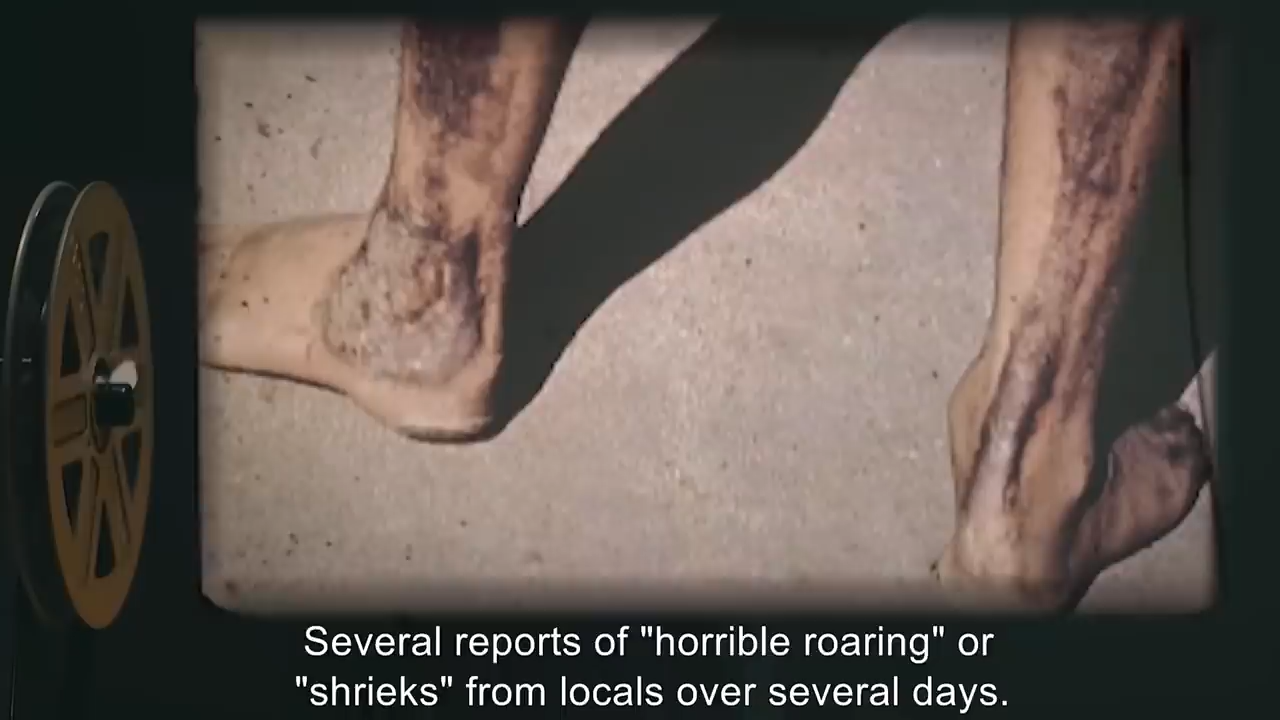 Several reports of "horrible roaring" or
"shrieks" from locals over several days.